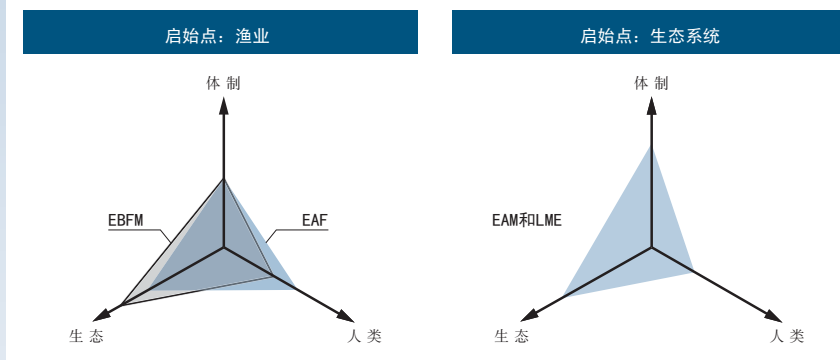 启始点：渔业
启始点：生态系统
体 制
体 制
EBFM
EAF
EAM和LME
生 态
人 类
生 态
人 类